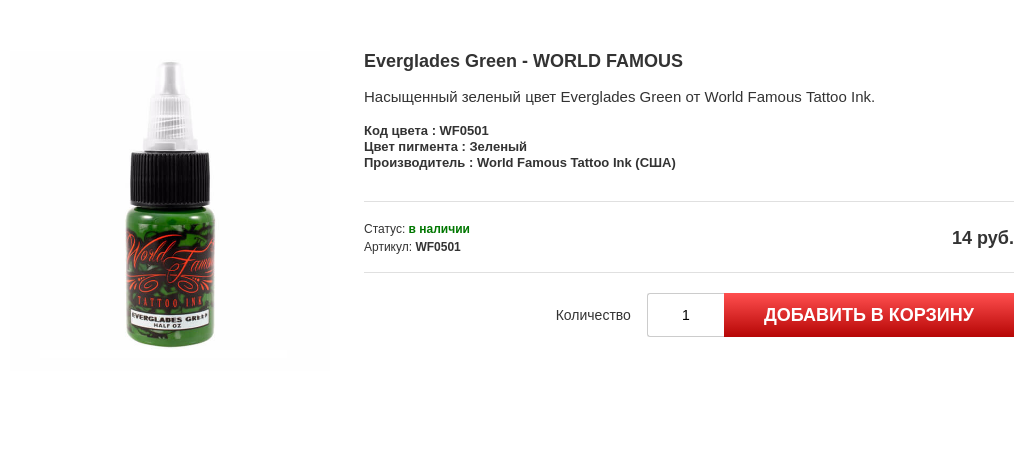 Everglades Green - WORLD FAMOUS
Насыщенный зеленый цвет Everglades Green от World Famous Tattoo Ink.
Код цвета : WF0501
Цвет пигмента : Зеленый
Производитель : World Famous Tattoo Ink (США)
Статус: в наличии
Артикул: WF0501
14 руб.
Количество
1
ДОБАВИТЬ В КОРЗИНУ
World
Famous
TATTOO INK
EVERGLADES GREEN
HALF OZ